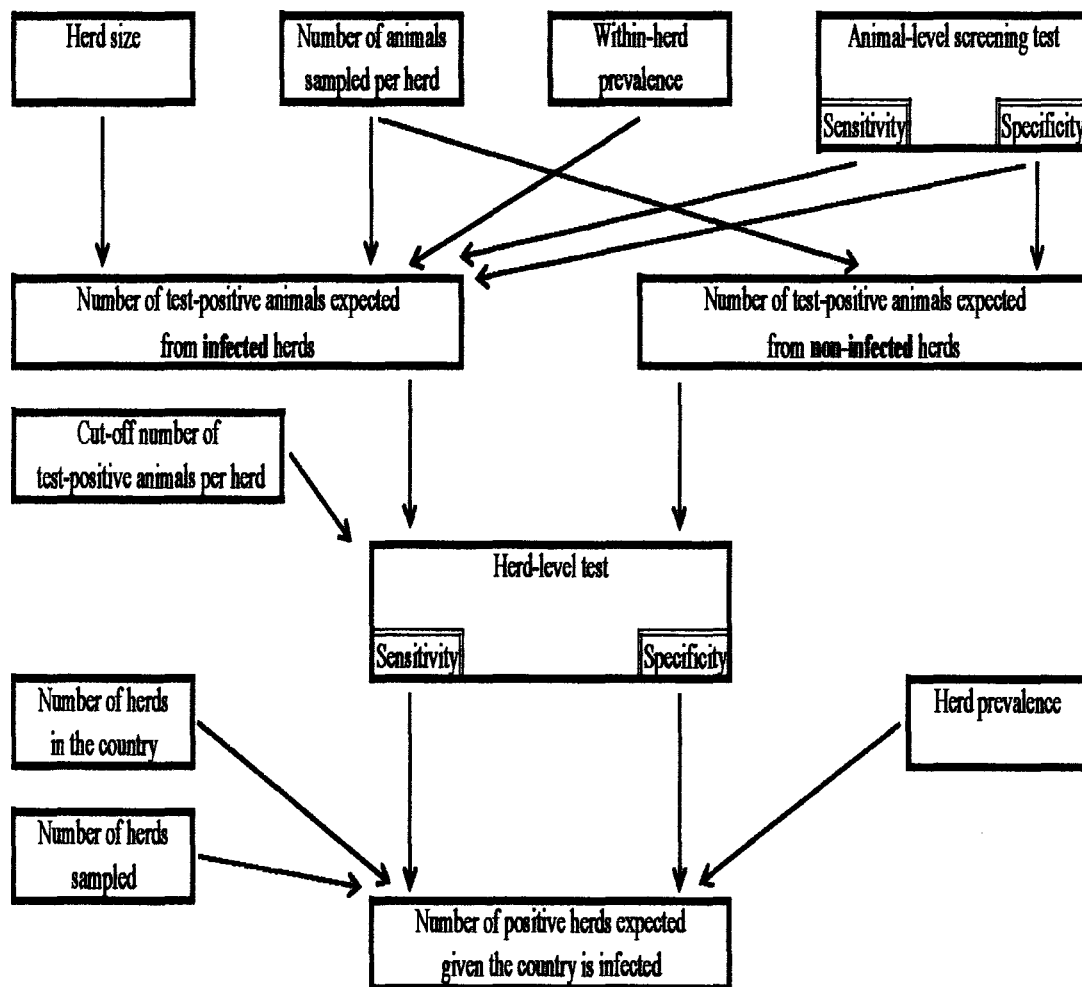 Herd size
Number of animals
sampled per herd
Within-herd
prevalence
Animal-level screening test
Sensitivity
Specificity
Number of test-positive animals expected
from infected herds
Number of test-positive animals expected
from non-infected herds
Cut-off number of
test-positive animals per herd
Herd-level test
Sensitivity
Specificity
Number of herds
in the country
Herd prevalence
Number of herds
sampled
Number of positive herds expected
given the country is infected